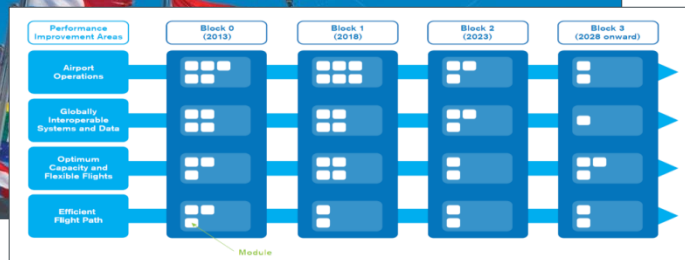 Performance
Improvement Areas
Block 0
(2013)
Block 1
(2018)
Block 2
(2023)
Block 3
(2028 onward)
Airport
Operations
Globally
Interoperable
Systems and Data
Optimum
Capacity and
Flexible Flights
Efficient
Flight Path
Module